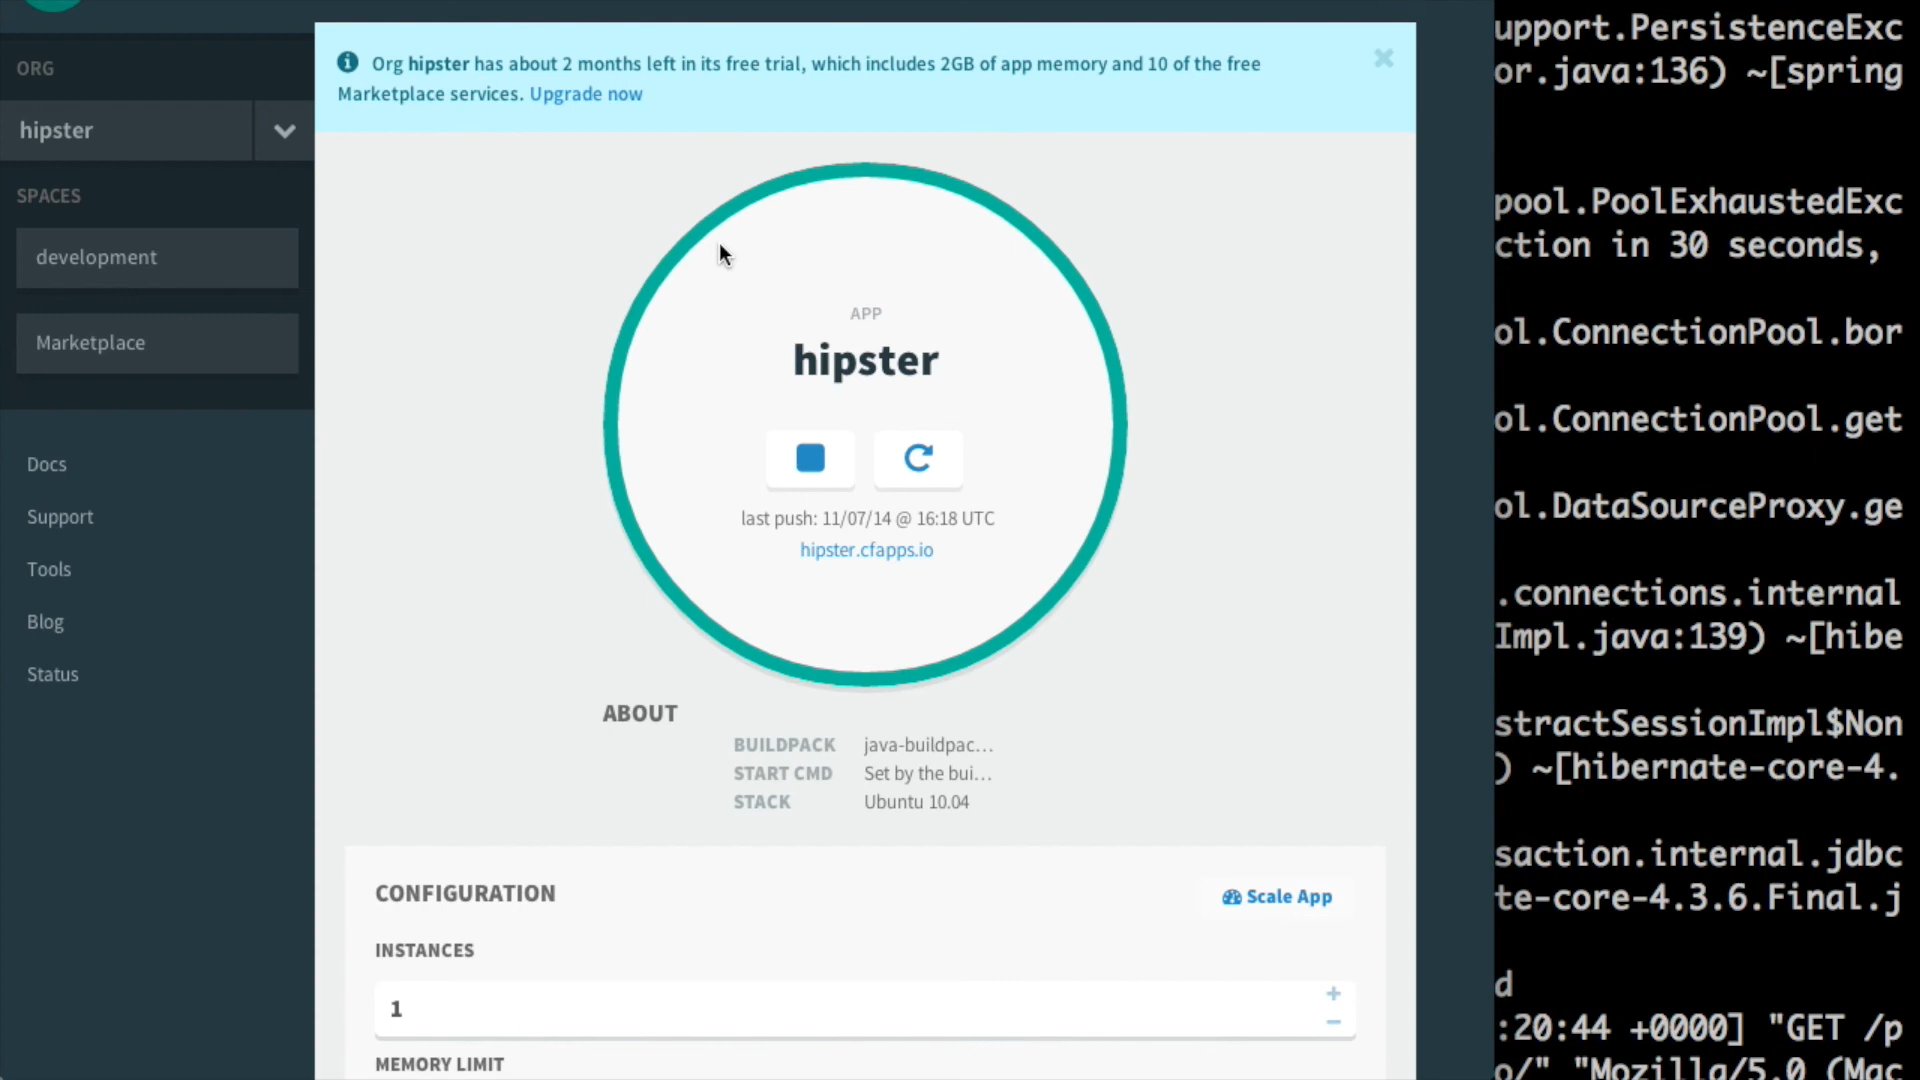 ORG
hipster
SPACES
development
Marketplace
Docs
Support
Tools
Blog
Status
Org hipster has about 2 months left in its free trial, which includes 2GB of app memory and 10 of the free
Marketplace services. Upgrade now
APP
hipster
last push: 11/07/14 @ 16:18 UTC
hipster.cfapps.io
ABOUT
BUILDPACK java-buildpac...
START CMD Set by the bui...
STACK Ubuntu 10.04
CONFIGURATION
Scale App
INSTANCES
1
MEMORY LIMIT
upport.PersistenceExc
or.java:136) ~[spring
pool.PoolExhaustedExc
ction in 30 seconds,
ol.ConnectionPool.bor
ol.ConnectionPool.get
ol.DataSourceProxy.ge
.connections.internal
Impl.java:139) ~[hibe
stractSessionImpl$Non
) ~[hibernate-core-4.
saction.internal.jdbc
te-core-4.3.6.Final.j
d
:20:44 +0000] "GET /p
o/" "Mozilla/5.0 (Mac